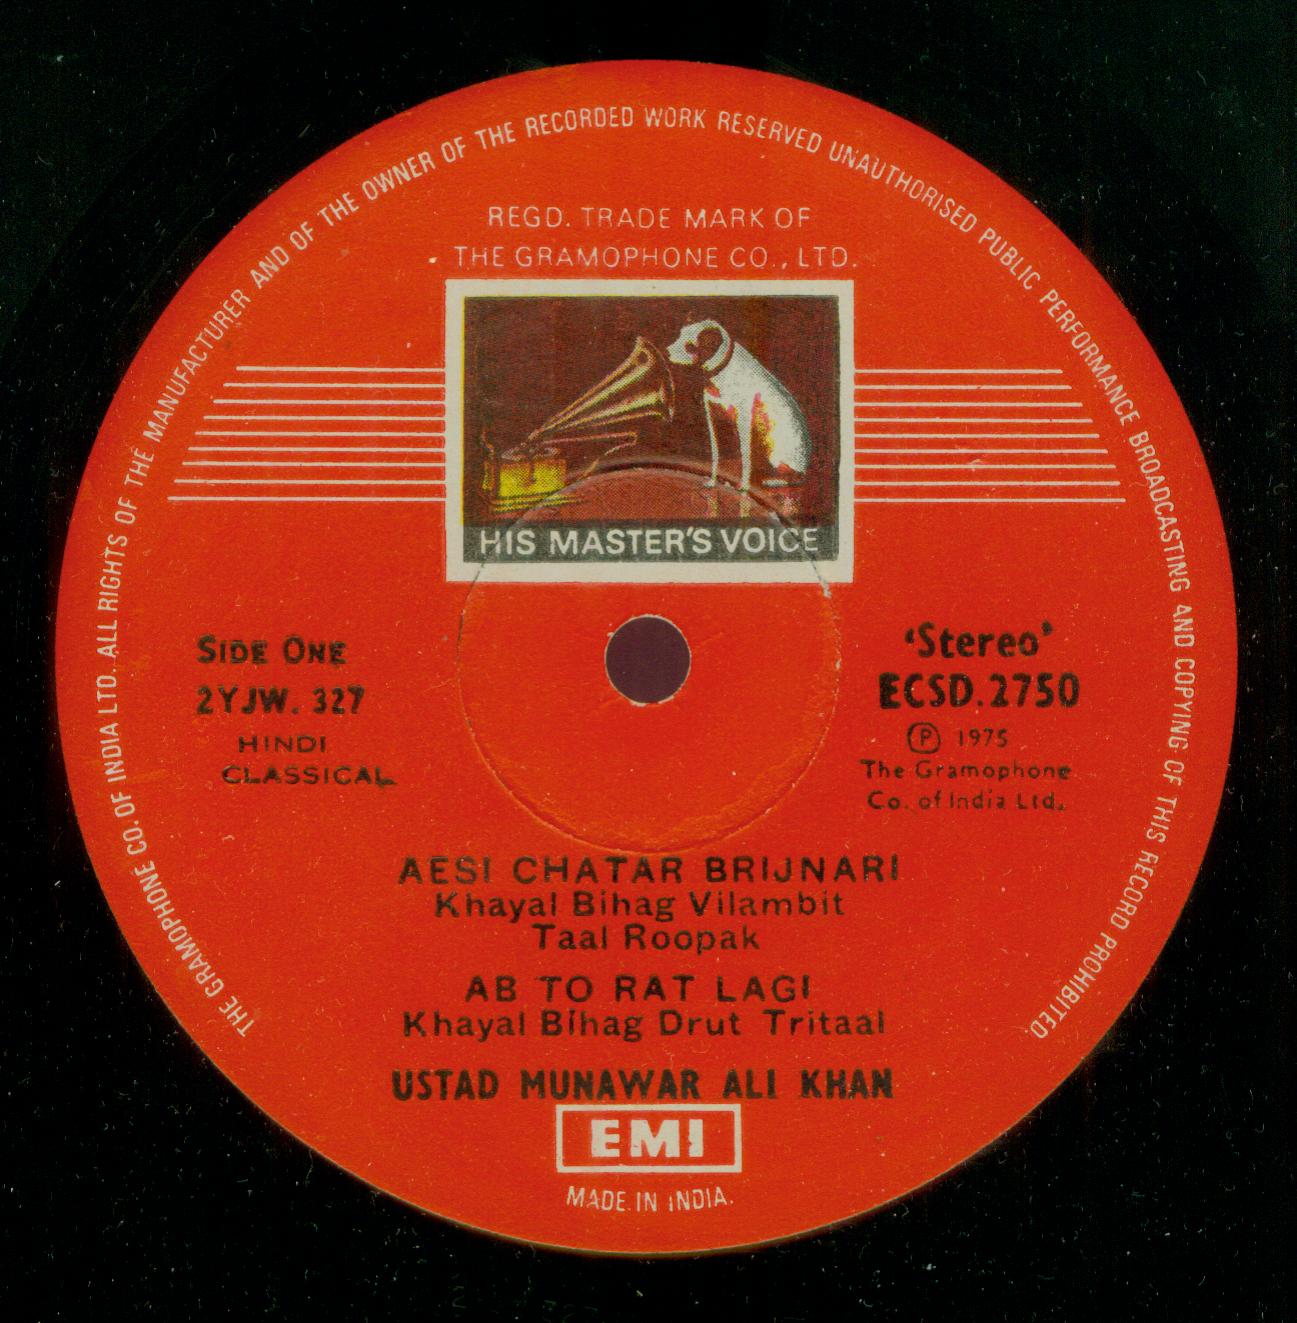 THE GRAMOPHONE CO. OF INDIA LTD. ALL RIGHTS OF THE MANUFACTURER AND OF THE OWNER OF THE RECORDED WORK RESERVED UNAUTHORISED PUBLIC PERFORMANCE BROADCASTING AND COPYING OF THIS RECORD PROHIBITED
REGD. TRADE MARK OF
THE GRAMOPHONE CO., LTD.
HIS MASTER'S VOICE
SIDE ONE
2YJW. 327
HINDI
CLASSICAL
‘Stereo’
ECSD.2750
Ⓟ 1975
The Gramophone
Co. of India Ltd.
AESI CHATAR BRIJNARI
Khayal Bihag Vilambit
Taal Roopak
AB TO RAT LAGI
Khayal Bihag Drut Tritaal
USTAD MUNAWAR ALI KHAN
EMI
MADE IN INDIA.